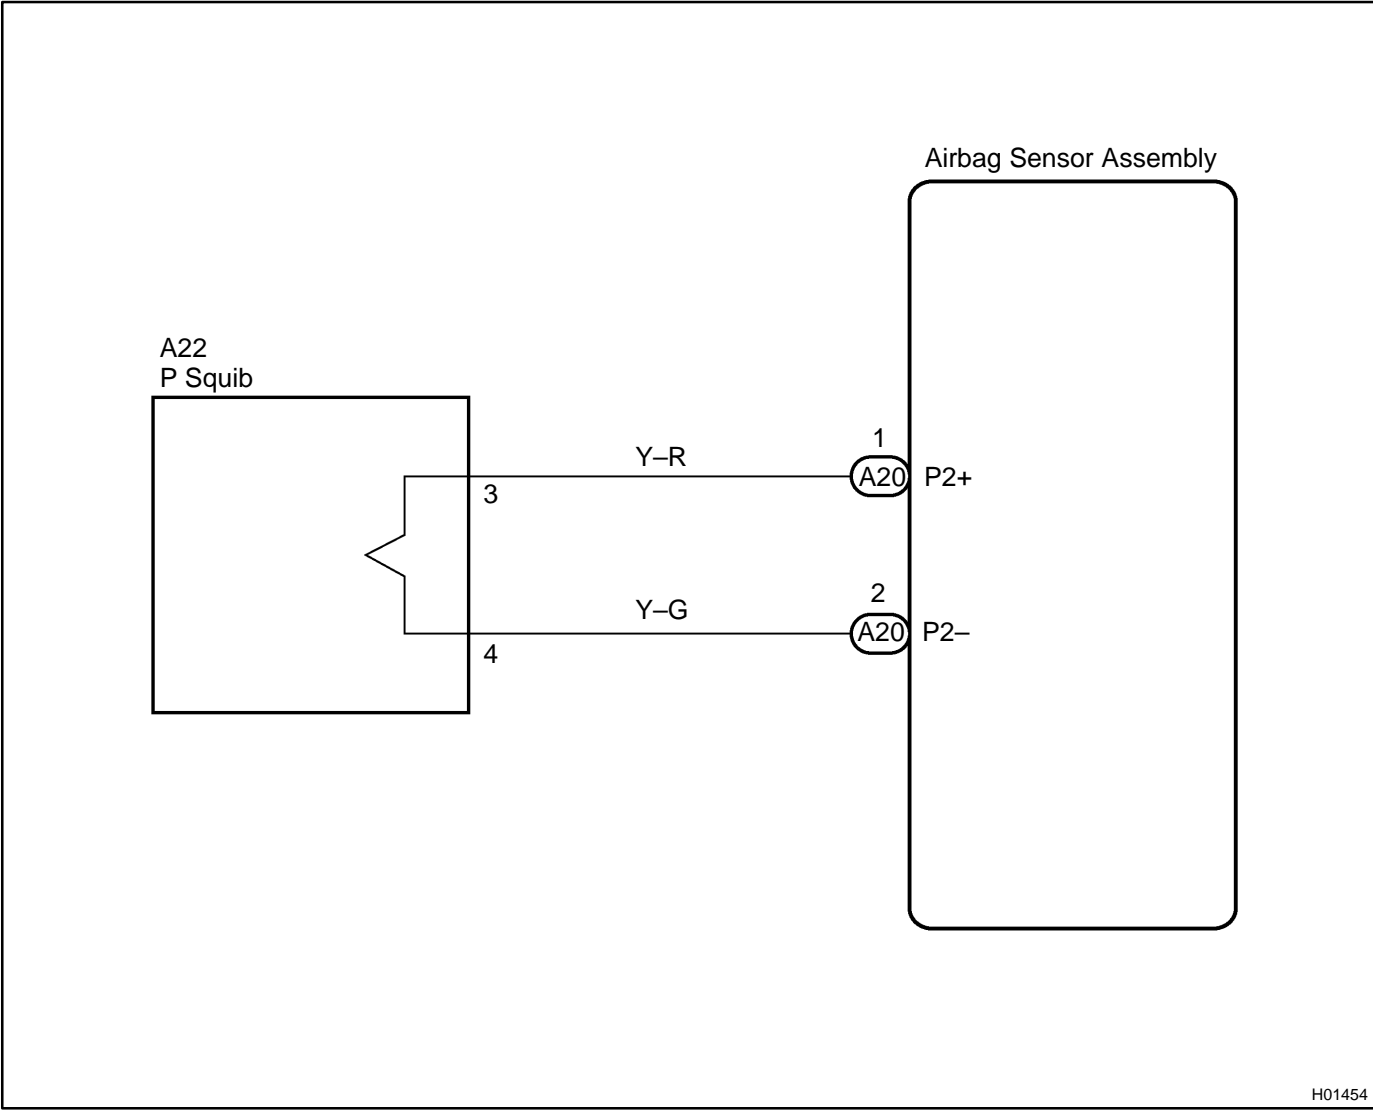 Airbag Sensor Assembly
A22
P Squib
1
Y–R
A20
P2+
3
2
Y–G
A20
P2–
4
H01454